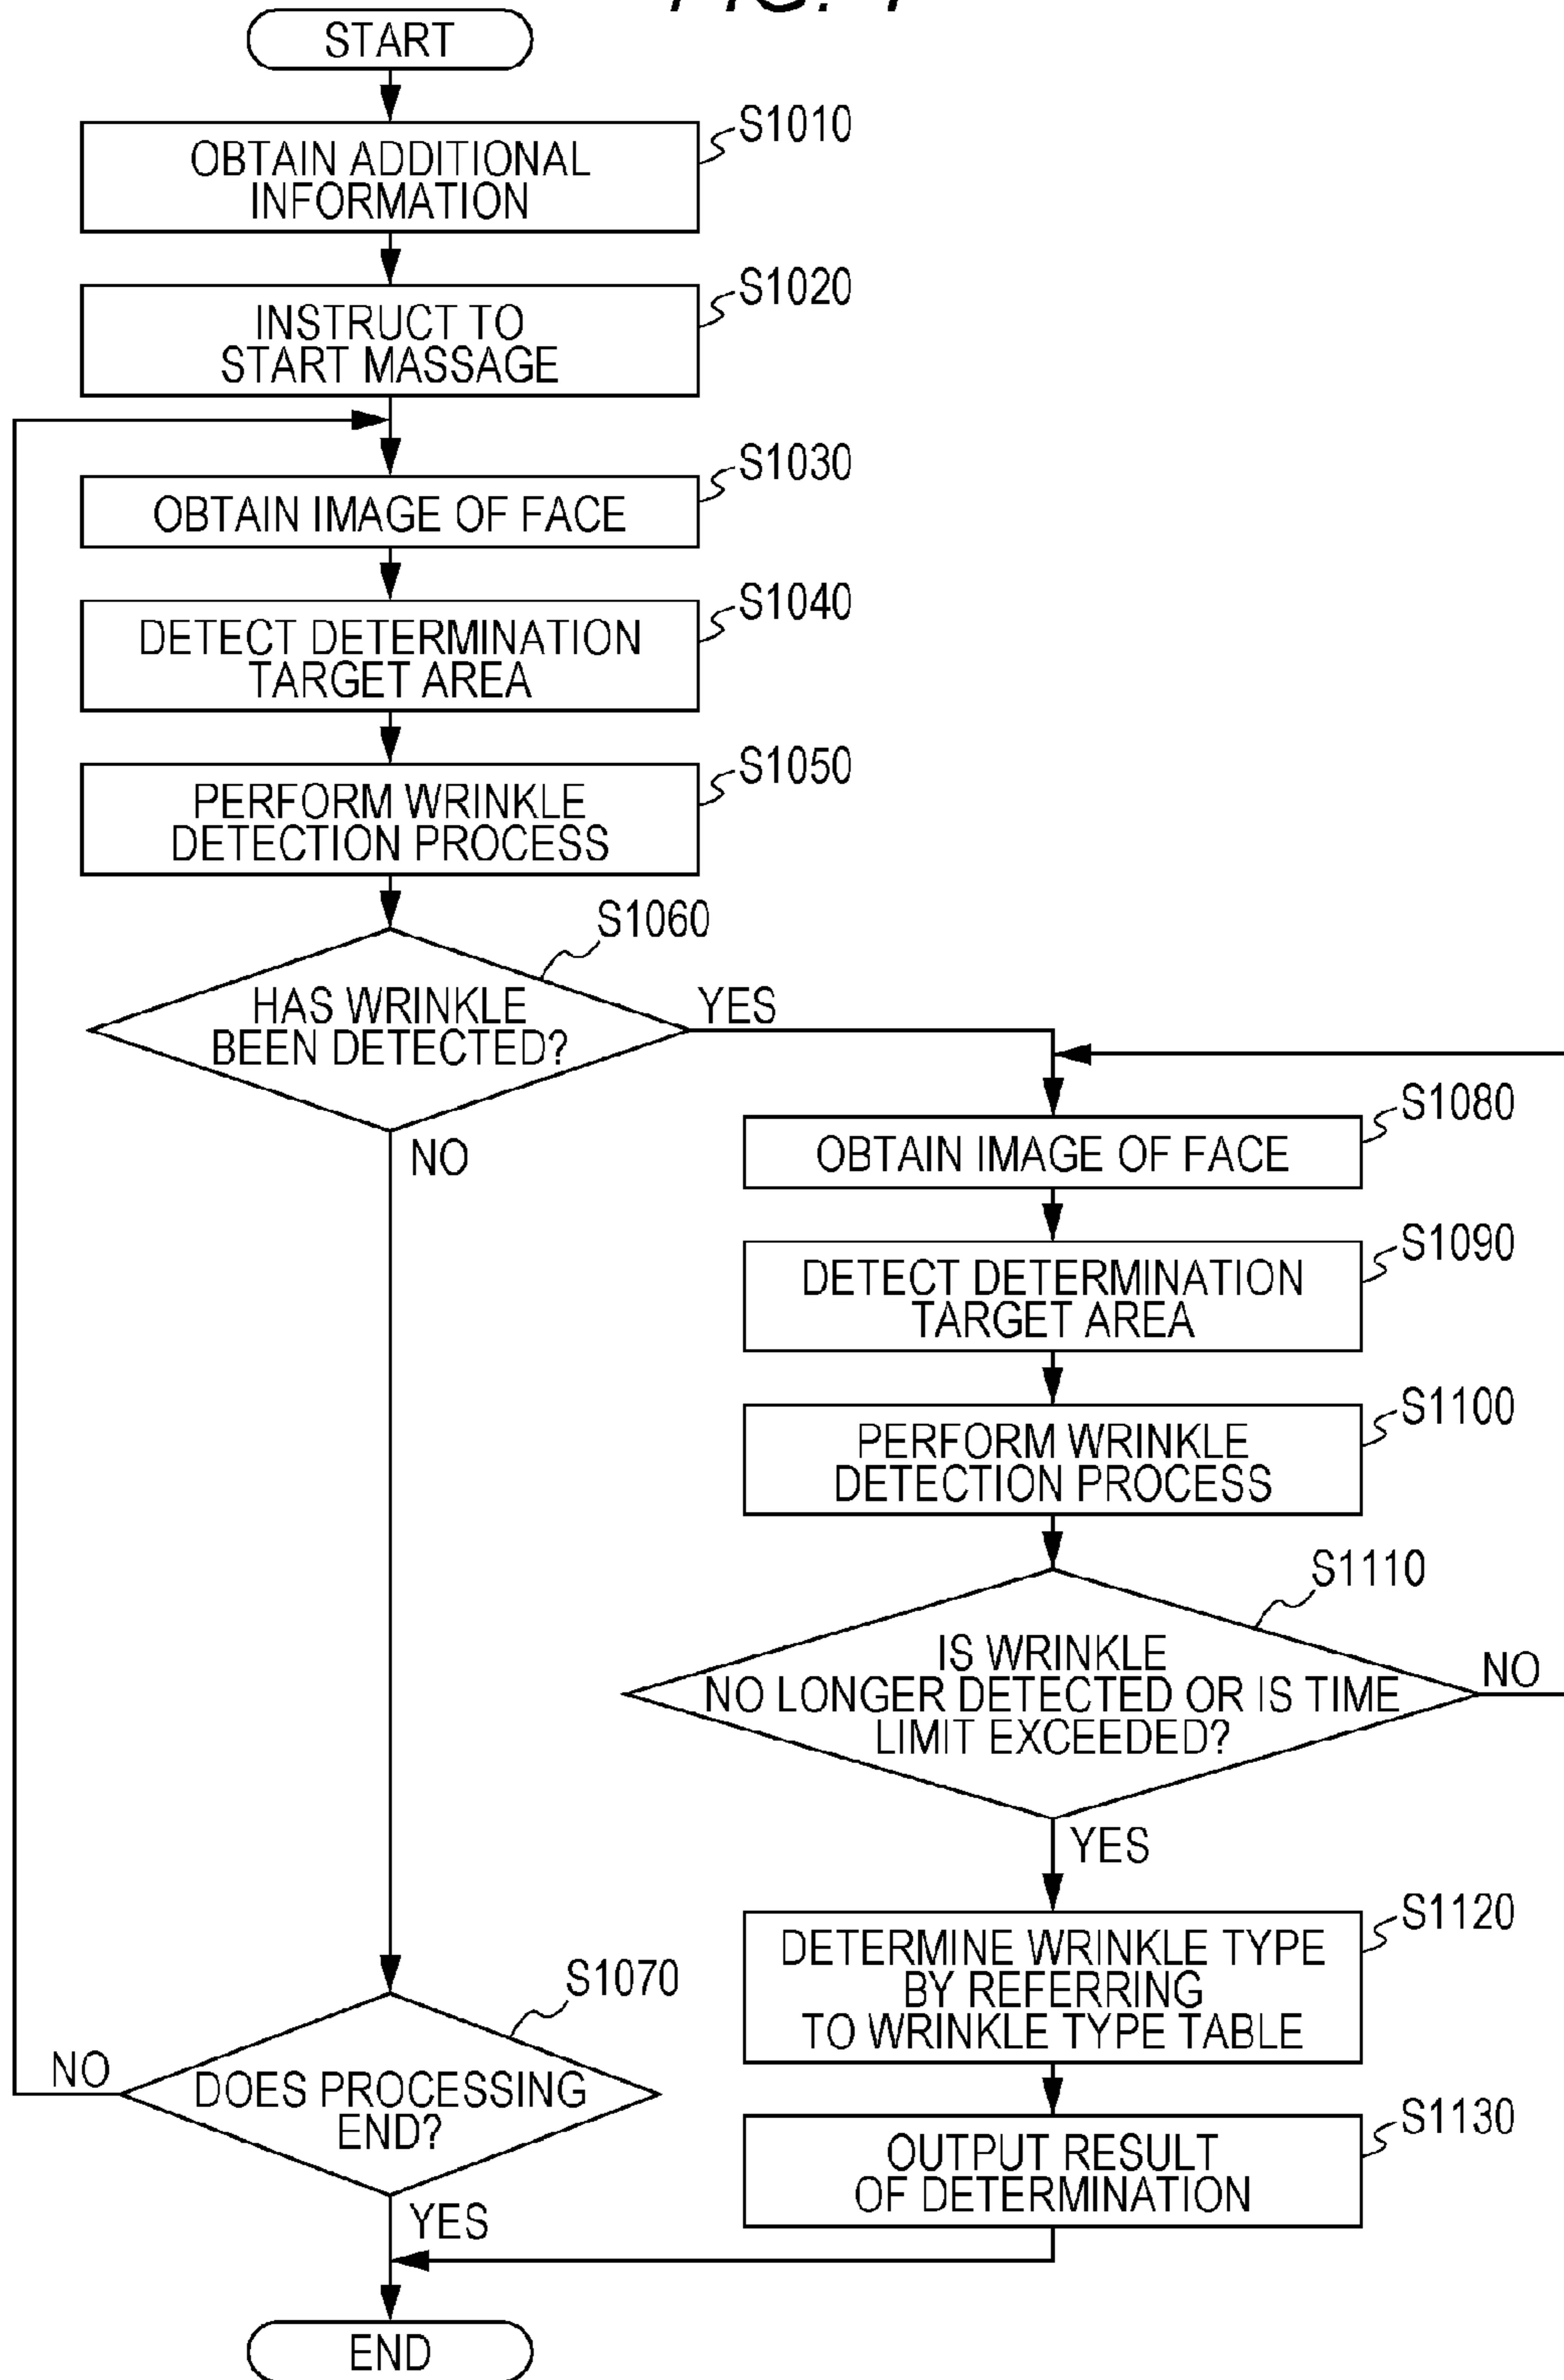 START
S1010
OBTAIN ADDITIONAL
INFORMATION
S1020
INSTRUCT TO
START MASSAGE
S1030
OBTAIN IMAGE OF FACE
S1040
DETECT DETERMINATION
TARGET AREA
S1050
PERFORM WRINKLE
DETECTION PROCESS
S1060
HAS WRINKLE
BEEN DETECTED?
YES
NO
S1080
OBTAIN IMAGE OF FACE
S1090
DETECT DETERMINATION
TARGET AREA
S1100
PERFORM WRINKLE
DETECTION PROCESS
S1110
IS WRINKLE
NO LONGER DETECTED OR IS TIME
LIMIT EXCEEDED?
NO
YES
S1120
DETERMINE WRINKLE TYPE
BY REFERRING
TO WRINKLE TYPE TABLE
S1070
DOES PROCESSING
END?
NO
YES
S1130
OUTPUT RESULT
OF DETERMINATION
END